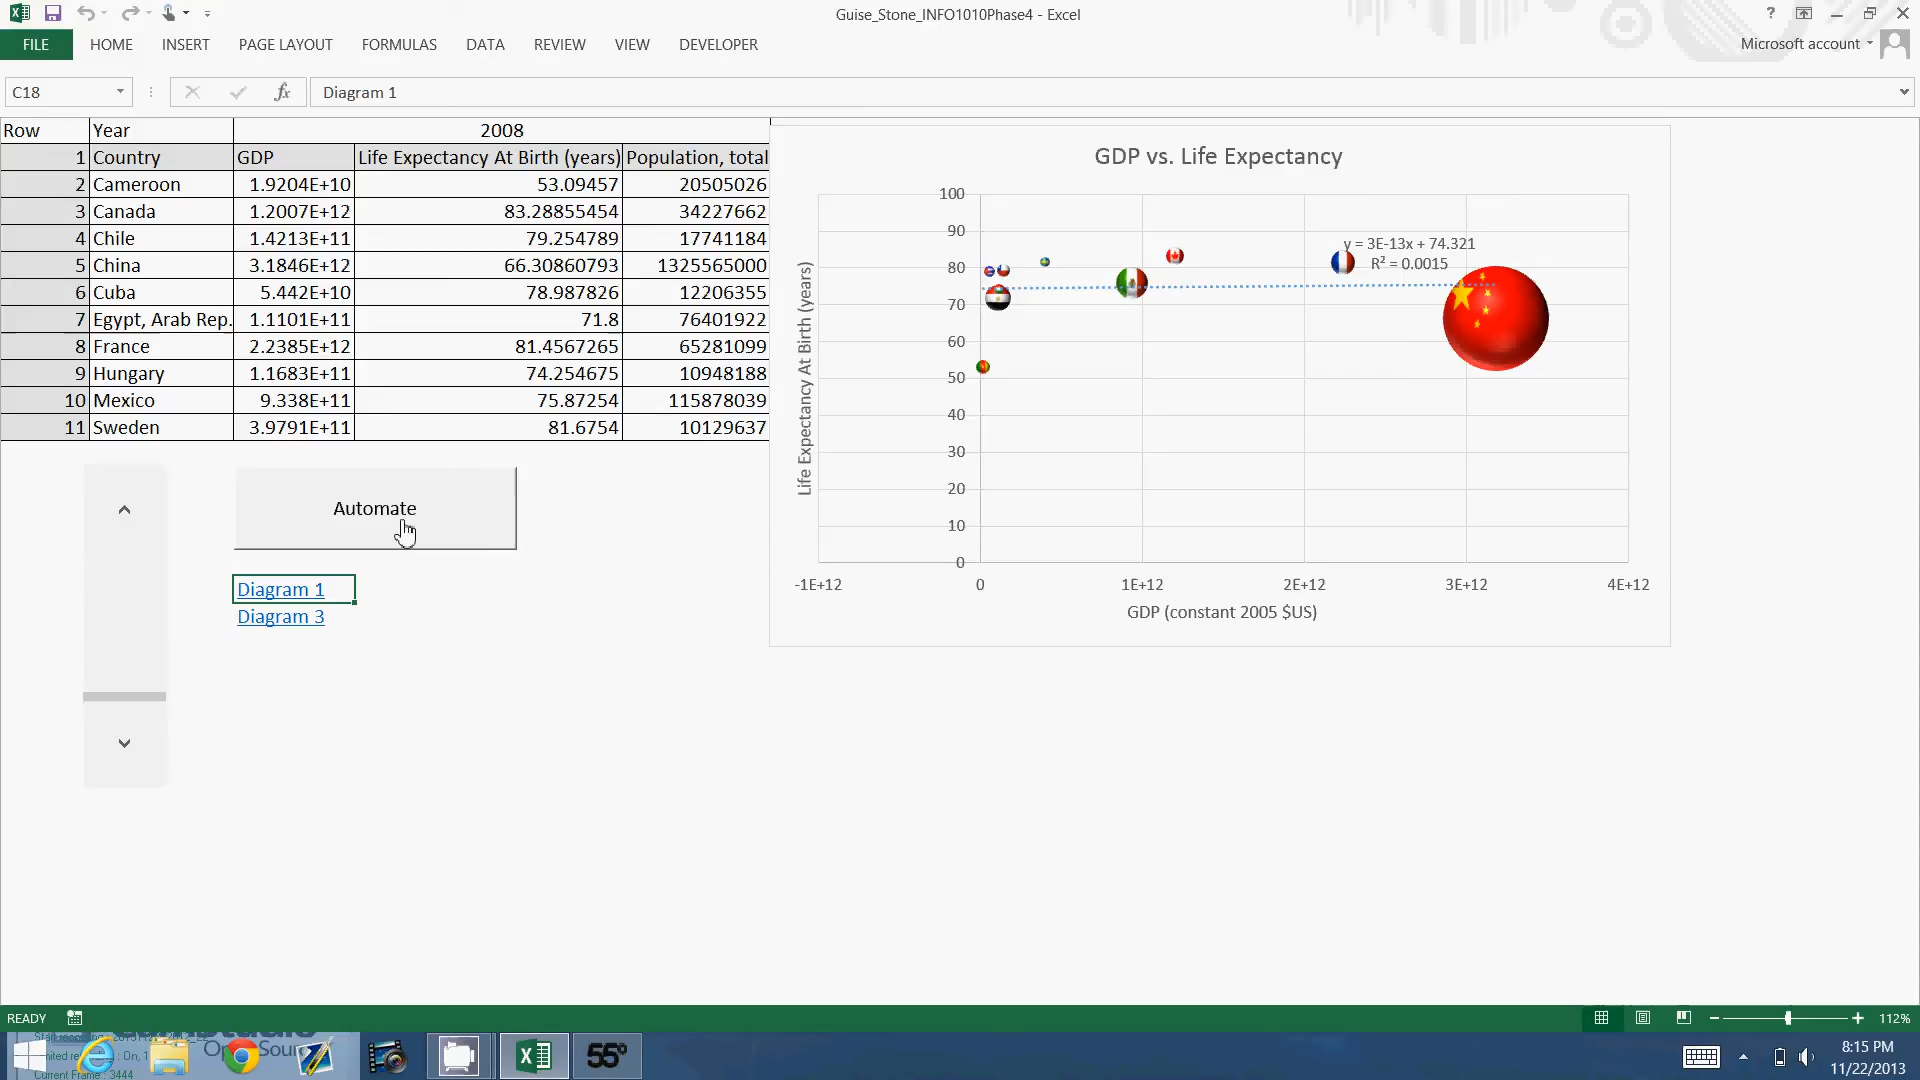 Guise_Stone_INFO1010Phase4 - Excel
FILE HOME INSERT PAGE LAYOUT FORMULAS DATA REVIEW VIEW DEVELOPER Microsoft account
C18 fx Diagram 1
Row Year 2008
1 Country GDP Life Expectancy At Birth (years) Population, total
2 Cameroon 1.9204E+10 53.09457 20505026
3 Canada 1.2007E+12 83.28855454 34227662
4 Chile 1.4213E+11 79.254789 17741184
5 China 3.1846E+12 66.30860793 1325565000
6 Cuba 5.442E+10 78.987826 12206355
7 Egypt, Arab Rep. 1.1101E+11 71.8 76401922
8 France 2.2385E+12 81.4567265 65281099
9 Hungary 1.1683E+11 74.254675 10948188
10 Mexico 9.338E+11 75.87254 115878039
11 Sweden 3.9791E+11 81.6754 10129637
Automate
Diagram 1
Diagram 3
GDP vs. Life Expectancy
Life Expectancy At Birth (years)
100
90
80
70
60
50
40
30
20
10
0
y = 3E-13x + 74.321
R² = 0.0015
-1E+12 0 1E+12 2E+12 3E+12 4E+12
GDP (constant 2005 $US)
READY 112%
55°
8:15 PM
11/22/2013
Current Frame : 3444